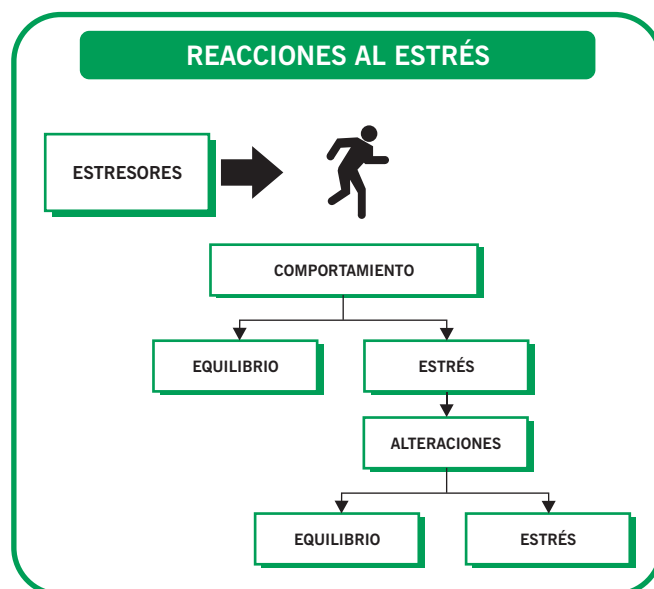 REACCIONES AL ESTRÉS
ESTRESORES
COMPORTAMIENTO
EQUILIBRIO
ESTRÉS
ALTERACIONES
EQUILIBRIO
ESTRÉS